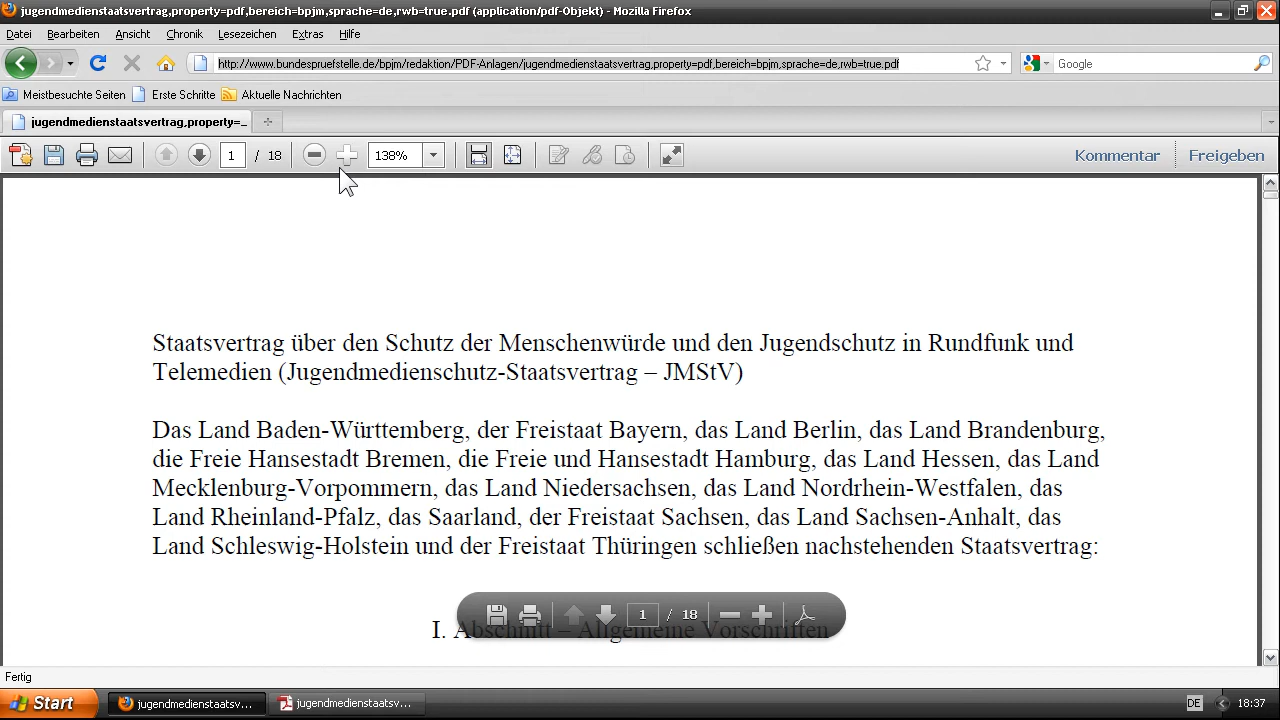 jugendmedienstaatsvertrag,property=pdf,bereich=bpjm,sprache=de,rwb=true.pdf (application/pdf-Objekt) - Mozilla Firefox
Datei Bearbeiten Ansicht Chronik Lesezeichen Extras Hilfe
http://www.bundespruefstelle.de/bpjm/redaktion/PDF-Anlagen/jugendmedienstaatsvertrag,property=pdf,bereich=bpjm,sprache=de,rwb=true.pdf
Google
Meistbesuchte Seiten Erste Schritte Aktuelle Nachrichten
jugendmedienstaatsvertrag,property=...
1 / 18 138% Kommentar Freigeben
Staatsvertrag über den Schutz der Menschenwürde und den Jugendschutz in Rundfunk und
Telemedien (Jugendmedienschutz-Staatsvertrag – JMStV)
Das Land Baden-Württemberg, der Freistaat Bayern, das Land Berlin, das Land Brandenburg,
die Freie Hansestadt Bremen, die Freie und Hansestadt Hamburg, das Land Hessen, das Land
Mecklenburg-Vorpommern, das Land Niedersachsen, das Land Nordrhein-Westfalen, das
Land Rheinland-Pfalz, das Saarland, der Freistaat Sachsen, das Land Sachsen-Anhalt, das
Land Schleswig-Holstein und der Freistaat Thüringen schließen nachstehenden Staatsvertrag:
1 / 18
I. Abschnitt – Allgemeine Vorschriften
Fertig
Start jugendmedienstaatsv... jugendmedienstaatsv... DE 18:37